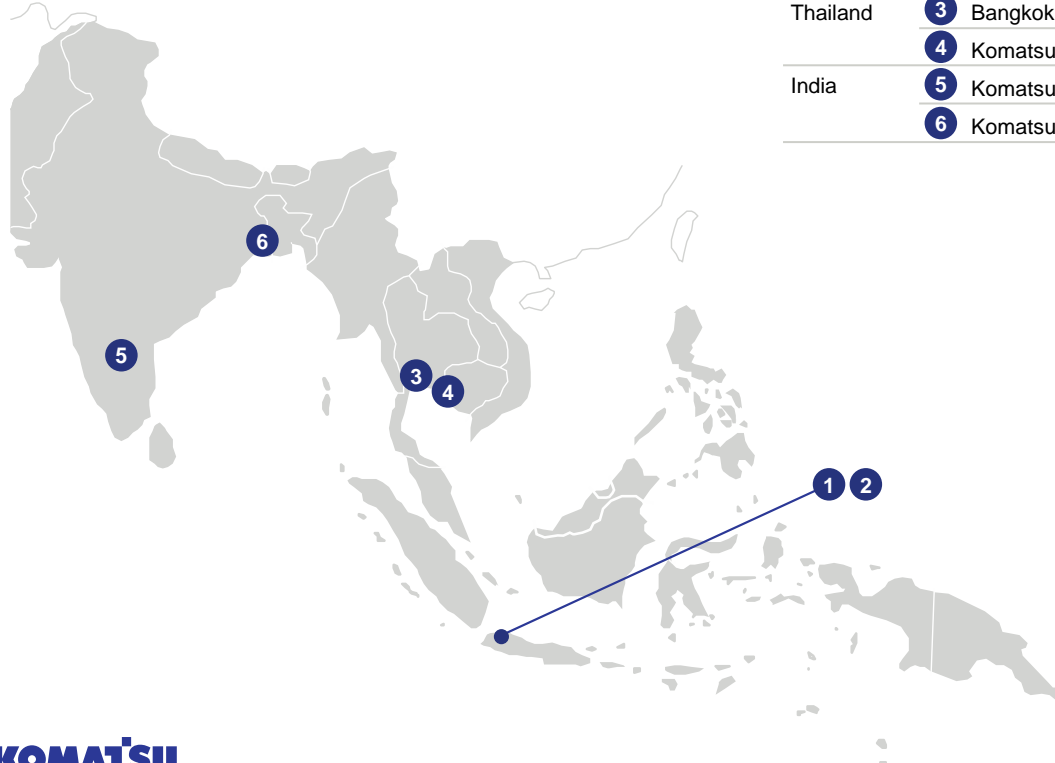 Thailand 3 Bangkok
4 Komatsu
India 5 Komatsu
6 Komatsu
6
5
3
4
1 2
KOMATSU